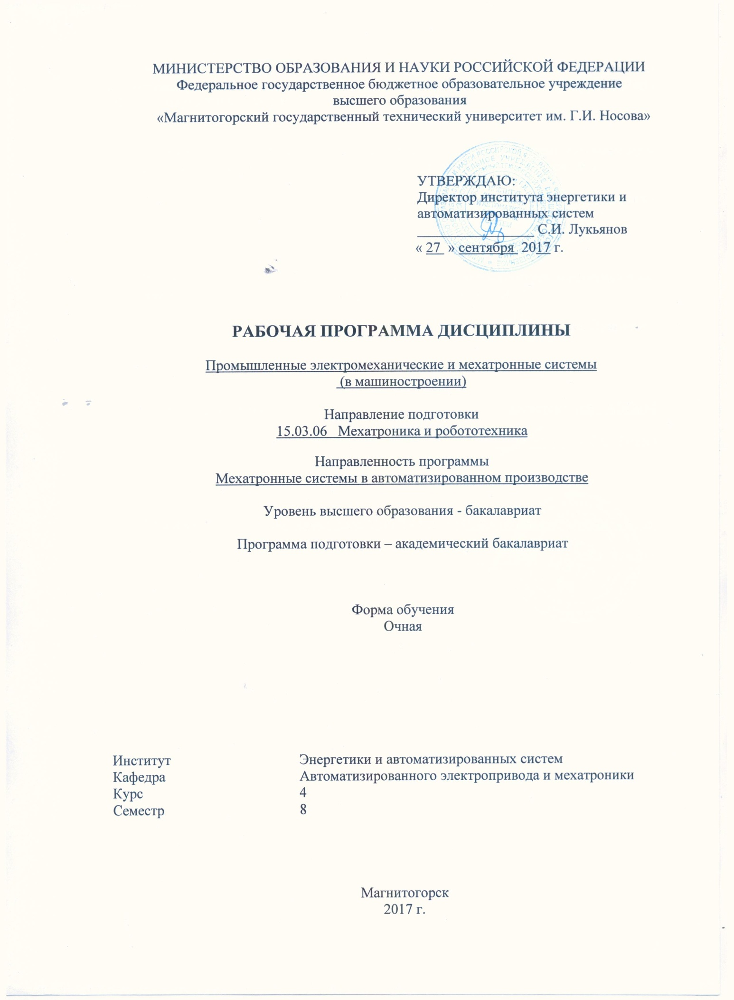 МИНИСТЕРСТВО ОБРАЗОВАНИЯ И НАУКИ РОССИЙСКОЙ ФЕДЕРАЦИИ
Федеральное государственное бюджетное образовательное учреждение
высшего образования
«Магнитогорский государственный технический университет им. Г.И. Носова»
УТВЕРЖДАЮ:
Директор института энергетики и
автоматизированных систем
_________________ С.И. Лукьянов
« 27 » сентября 2017 г.
РАБОЧАЯ ПРОГРАММА ДИСЦИПЛИНЫ
Промышленные электромеханические и мехатронные системы
(в машиностроении)
Направление подготовки
15.03.06 Мехатроника и робототехника
Направленность программы
Мехатронные системы в автоматизированном производстве
Уровень высшего образования - бакалавриат
Программа подготовки – академический бакалавриат
Форма обучения
Очная
Институт Энергетики и автоматизированных систем
Кафедра Автоматизированного электропривода и мехатроники
Курс 4
Семестр 8
Магнитогорск
2017 г.